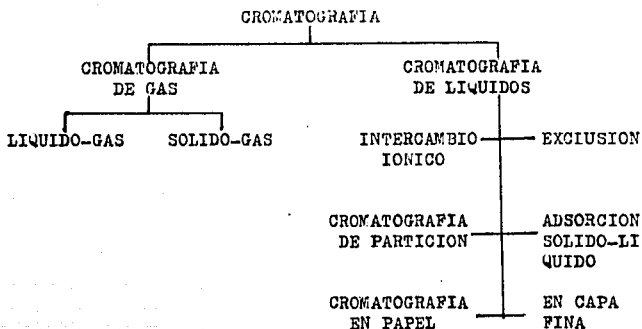 CROMATOGRAFIA
CROMATOGRAFIA
DE GAS
CROMATOGRAFIA
DE LIQUIDOS
LIQUIDO-GAS
SOLIDO-GAS
INTERCAMBIO
IONICO
EXCLUSION
CROMATOGRAFIA
DE PARTICION
ADSORCION
SOLIDO-LI
QUIDO
CROMATOGRAFIA
EN PAPEL
EN CAPA
FINA